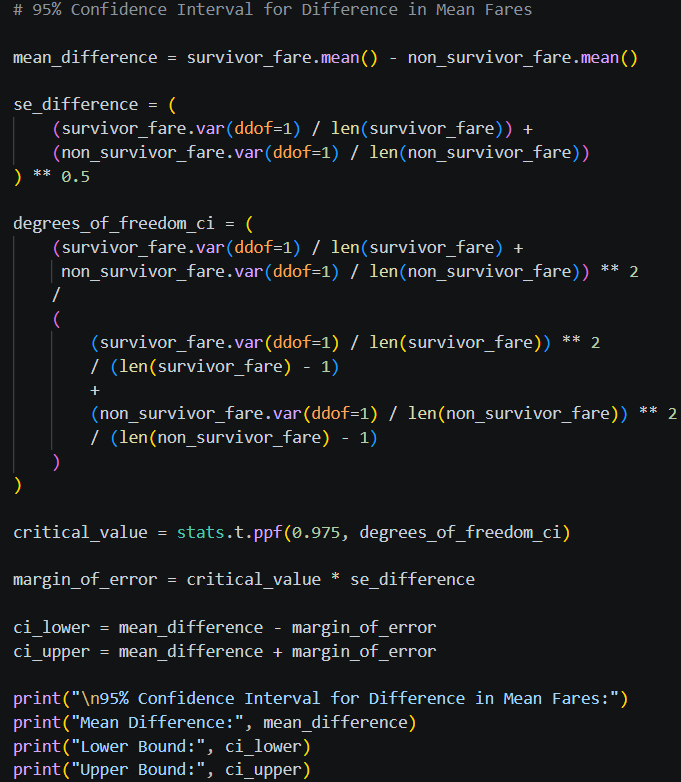 # 95% Confidence Interval for Difference in Mean Fares
mean_difference = survivor_fare.mean() - non_survivor_fare.mean()
se_difference = (
    (survivor_fare.var(ddof=1) / len(survivor_fare)) +
    (non_survivor_fare.var(ddof=1) / len(non_survivor_fare))
) ** 0.5
degrees_of_freedom_ci = (
    (survivor_fare.var(ddof=1) / len(survivor_fare) +
     non_survivor_fare.var(ddof=1) / len(non_survivor_fare)) ** 2
    /
    (
        (survivor_fare.var(ddof=1) / len(survivor_fare)) ** 2
        / (len(survivor_fare) - 1)
        +
        (non_survivor_fare.var(ddof=1) / len(non_survivor_fare)) ** 2
        / (len(non_survivor_fare) - 1)
    )
)
critical_value = stats.t.ppf(0.975, degrees_of_freedom_ci)
margin_of_error = critical_value * se_difference
ci_lower = mean_difference - margin_of_error
ci_upper = mean_difference + margin_of_error
print("\n95% Confidence Interval for Difference in Mean Fares:")
print("Mean Difference:", mean_difference)
print("Lower Bound:", ci_lower)
print("Upper Bound:", ci_upper)